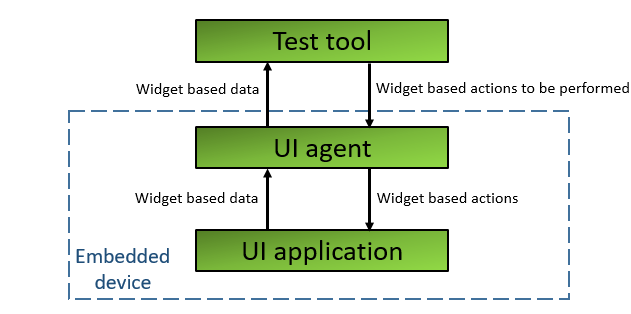 Test tool
Widget based data
Widget based actions to be performed
UI agent
Widget based data
Widget based actions
UI application
Embedded
device